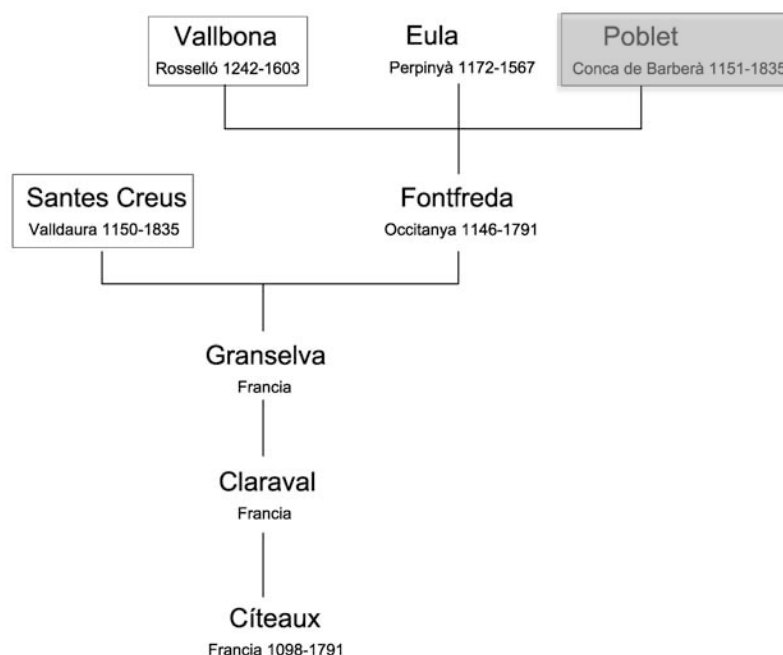 Vallbona
Rosselló 1242-1603
Eula
Perpinyà 1172-1567
Poblet
Conca de Barberà 1151-1835
Santes Creus
Valldaura 1150-1835
Fontfreda
Occitanya 1146-1791
Granselva
Francia
Claraval
Francia
Cíteaux
Francia 1098-1791